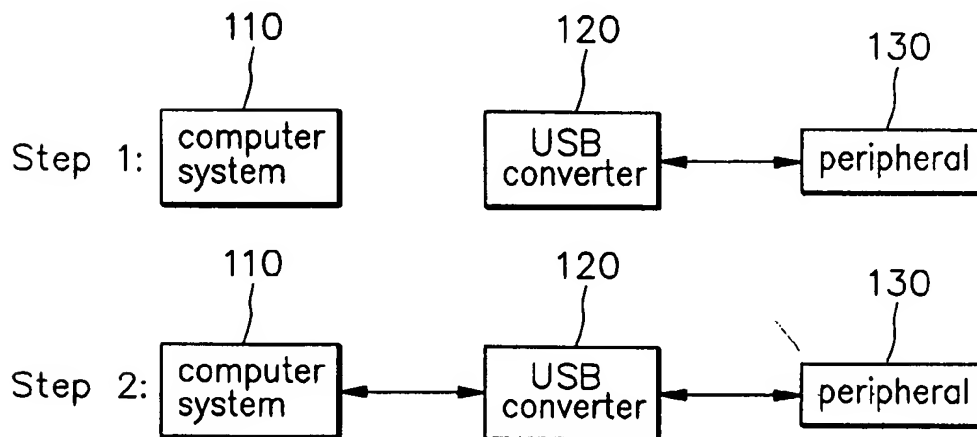 110
120
130
Step 1:
computer
system
USB
converter
peripheral
110
120
130
Step 2:
computer
system
USB
converter
peripheral